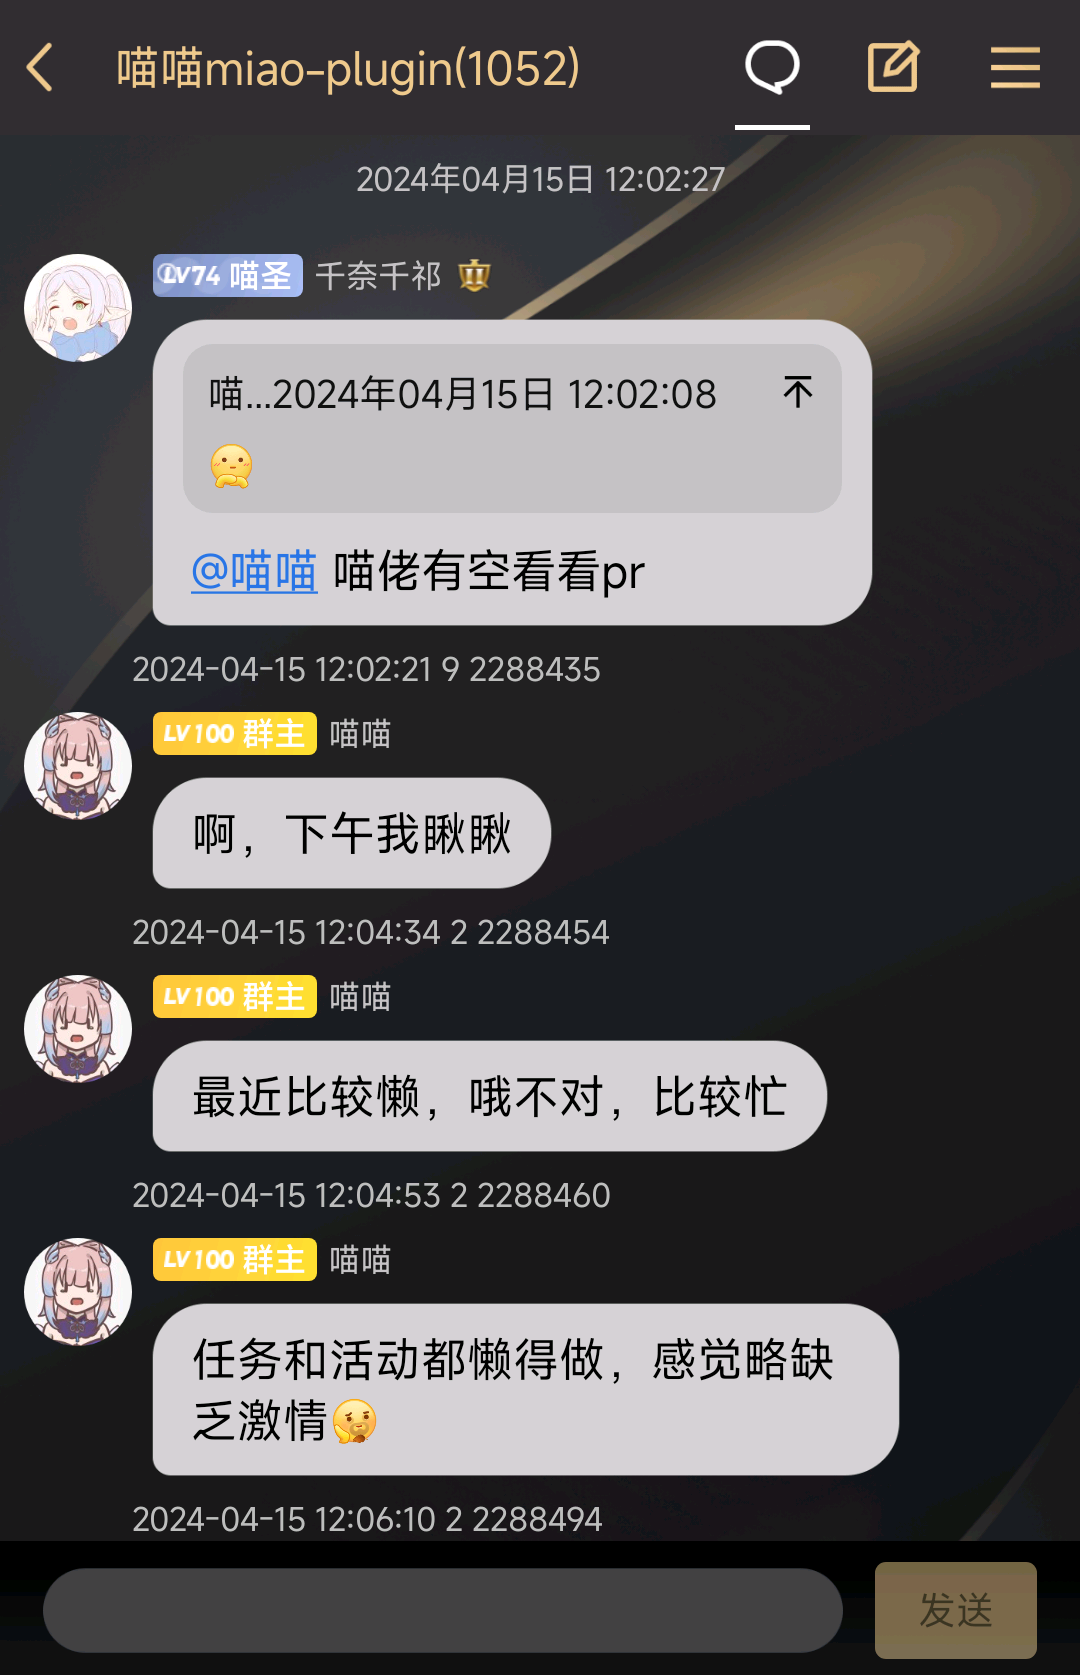 喵喵miao-plugin(1052)
2024年04月15日 12:02:27
LV74 喵圣 千奈千祁
喵...2024年04月15日 12:02:08
@喵喵 喵佬有空看看pr
2024-04-15 12:02:21 9 2288435
LV100 群主 喵喵
啊，下午我瞅瞅
2024-04-15 12:04:34 2 2288454
LV100 群主 喵喵
最近比较懒，哦不对，比较忙
2024-04-15 12:04:53 2 2288460
LV100 群主 喵喵
任务和活动都懒得做，感觉略缺
乏激情
2024-04-15 12:06:10 2 2288494
发送